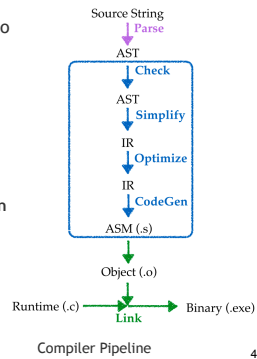 Source String
o
Parse
AST
Check
AST
Simplify
IR
Optimize
IR
n
CodeGen
ASM (.s)
Object (.o)
Runtime (.c)
Binary (.exe)
Link
Compiler Pipeline
4